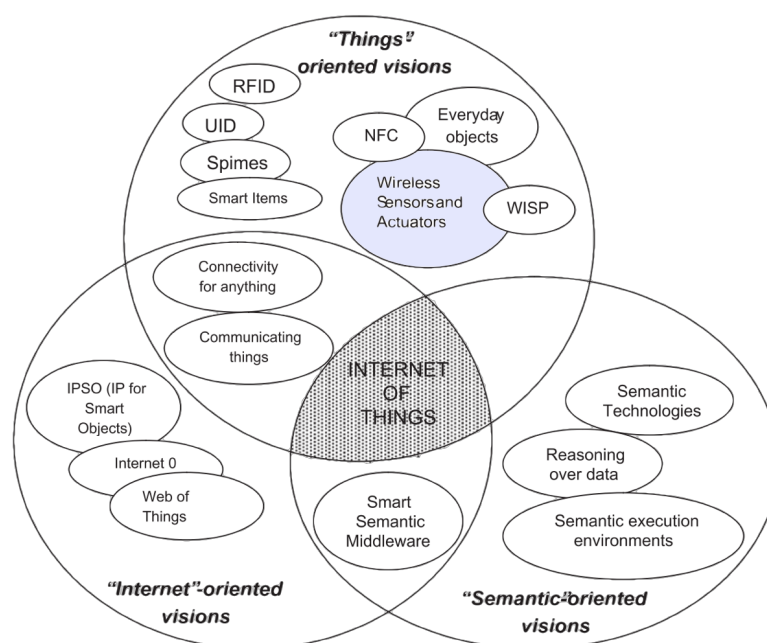 “Things”-
oriented visions
RFID
UID
Spimes
Smart Items
NFC
Everyday
objects
Wireless
Sensors and
Actuators
WISP
Connectivity
for anything
Communicating
things
INTERNET
OF
THINGS
IPSO (IP for
Smart
Objects)
Internet 0
Web of
Things
Semantic
Technologies
Reasoning
over data
Semantic execution
environments
Smart
Semantic
Middleware
“Internet”-oriented
visions
“Semantic”-oriented
visions